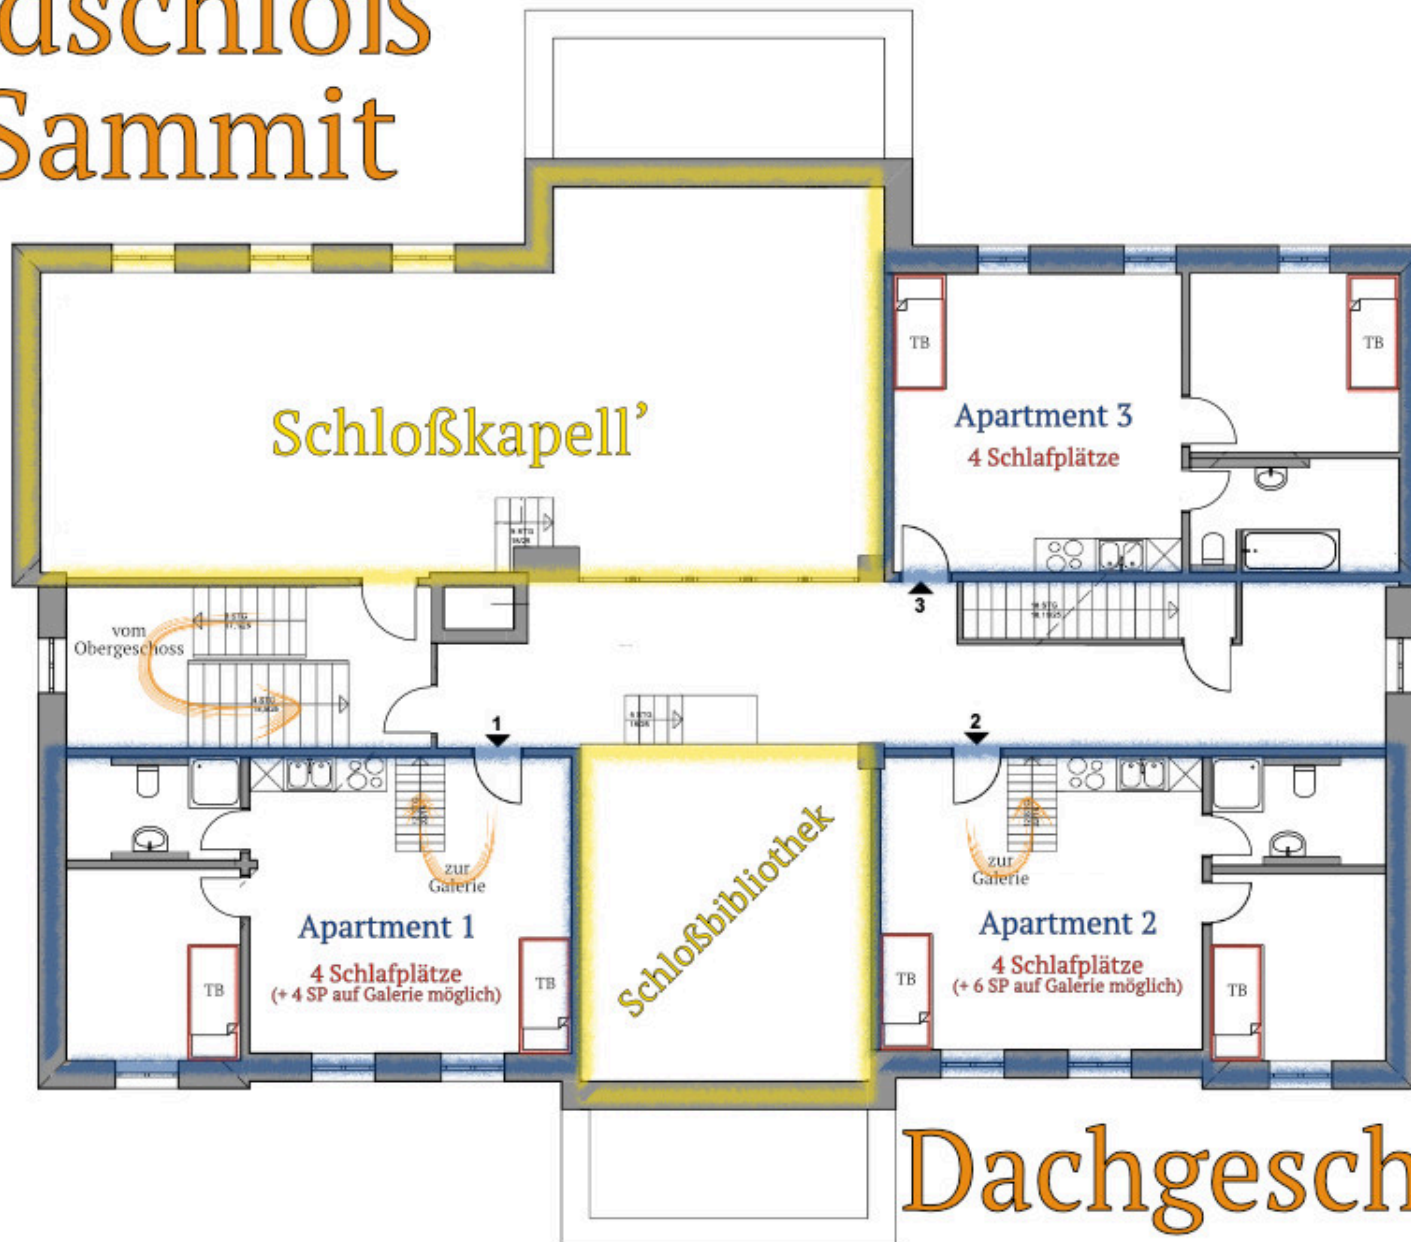 dschloß
Sammit
TB
TB
Schloßkapell’
Apartment 3
4 Schlafplätze
3
vom
Obergeschoss
1
2
zur
Galerie
zur
Galerie
Schloßbibliothek
Apartment 1
4 Schlafplätze
(+ 4 SP auf Galerie möglich)
TB
TB
Apartment 2
4 Schlafplätze
(+ 6 SP auf Galerie möglich)
TB
TB
Dachgesch